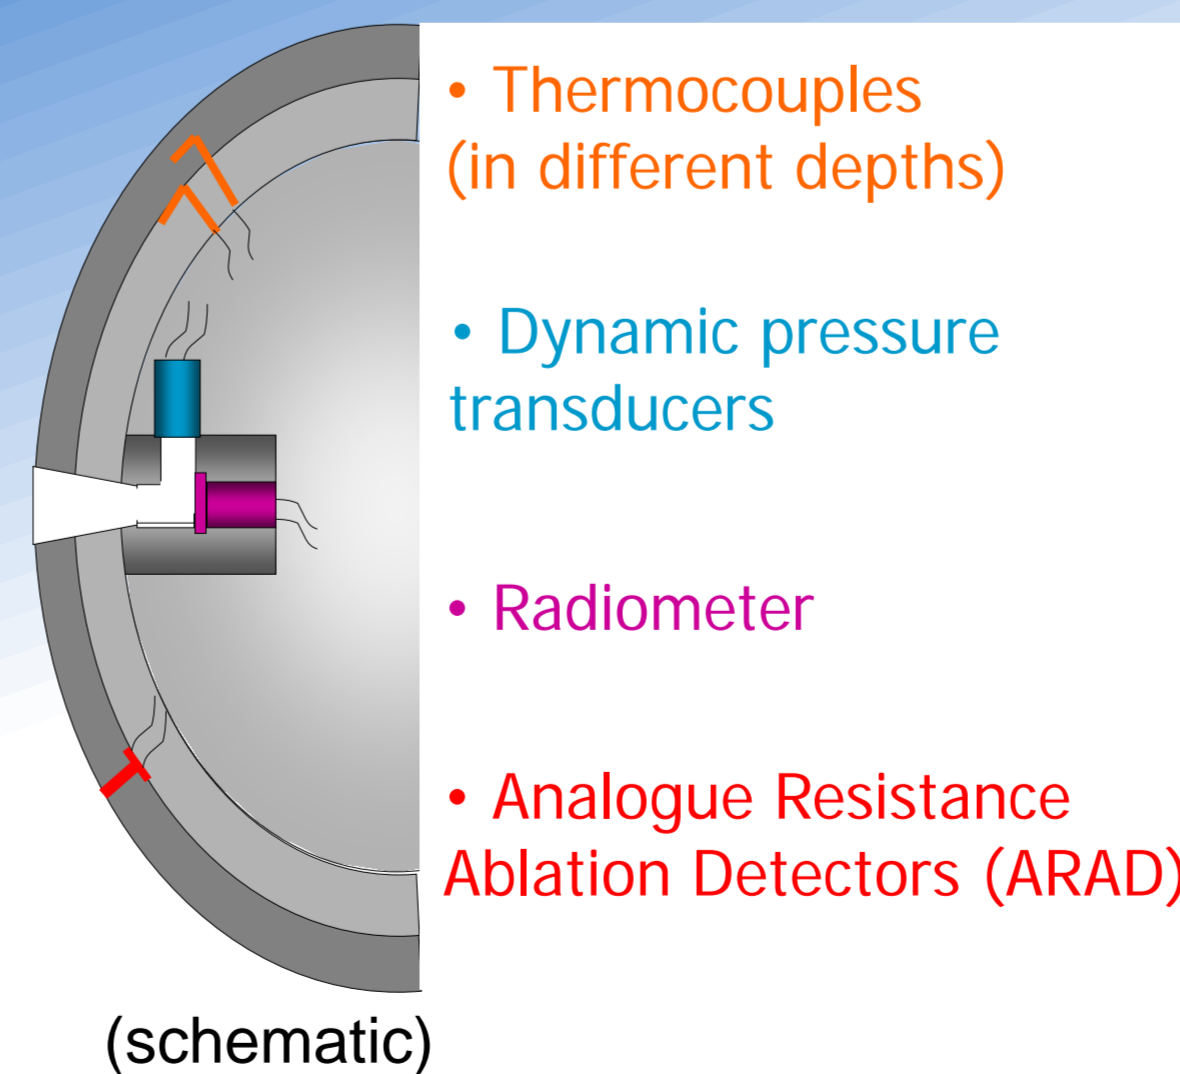 • Thermocouples
(in different depths)
• Dynamic pressure
transducers
• Radiometer
• Analogue Resistance
Ablation Detectors (ARAD)
(schematic)